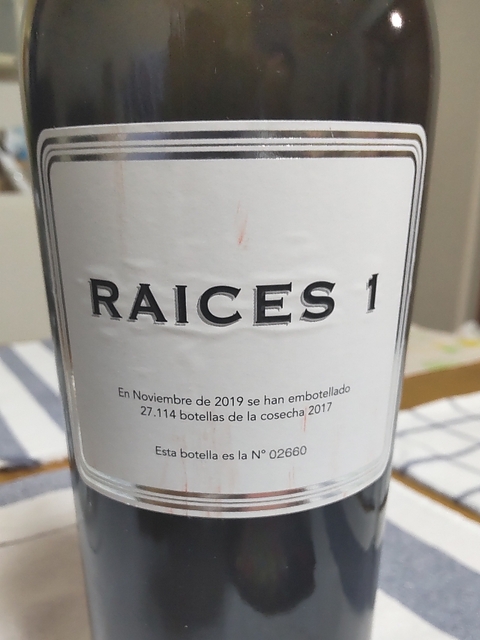 RAICES 1
En Noviembre de 2019 se han embotellado
27.114 botellas de la cosecha 2017
Esta botella es la N° 02660